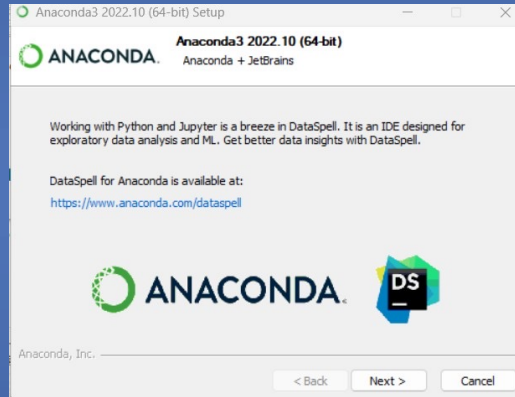 Anaconda3 2022.10 (64-bit) Setup
ANACONDA.
Anaconda3 2022.10 (64-bit)
Anaconda + JetBrains
Working with Python and Jupyter is a breeze in DataSpell. It is an IDE designed for
exploratory data analysis and ML. Get better data insights with DataSpell.
DataSpell for Anaconda is available at:
https://www.anaconda.com/dataspell
ANACONDA.
DS
Anaconda, Inc.
< Back
Next >
Cancel